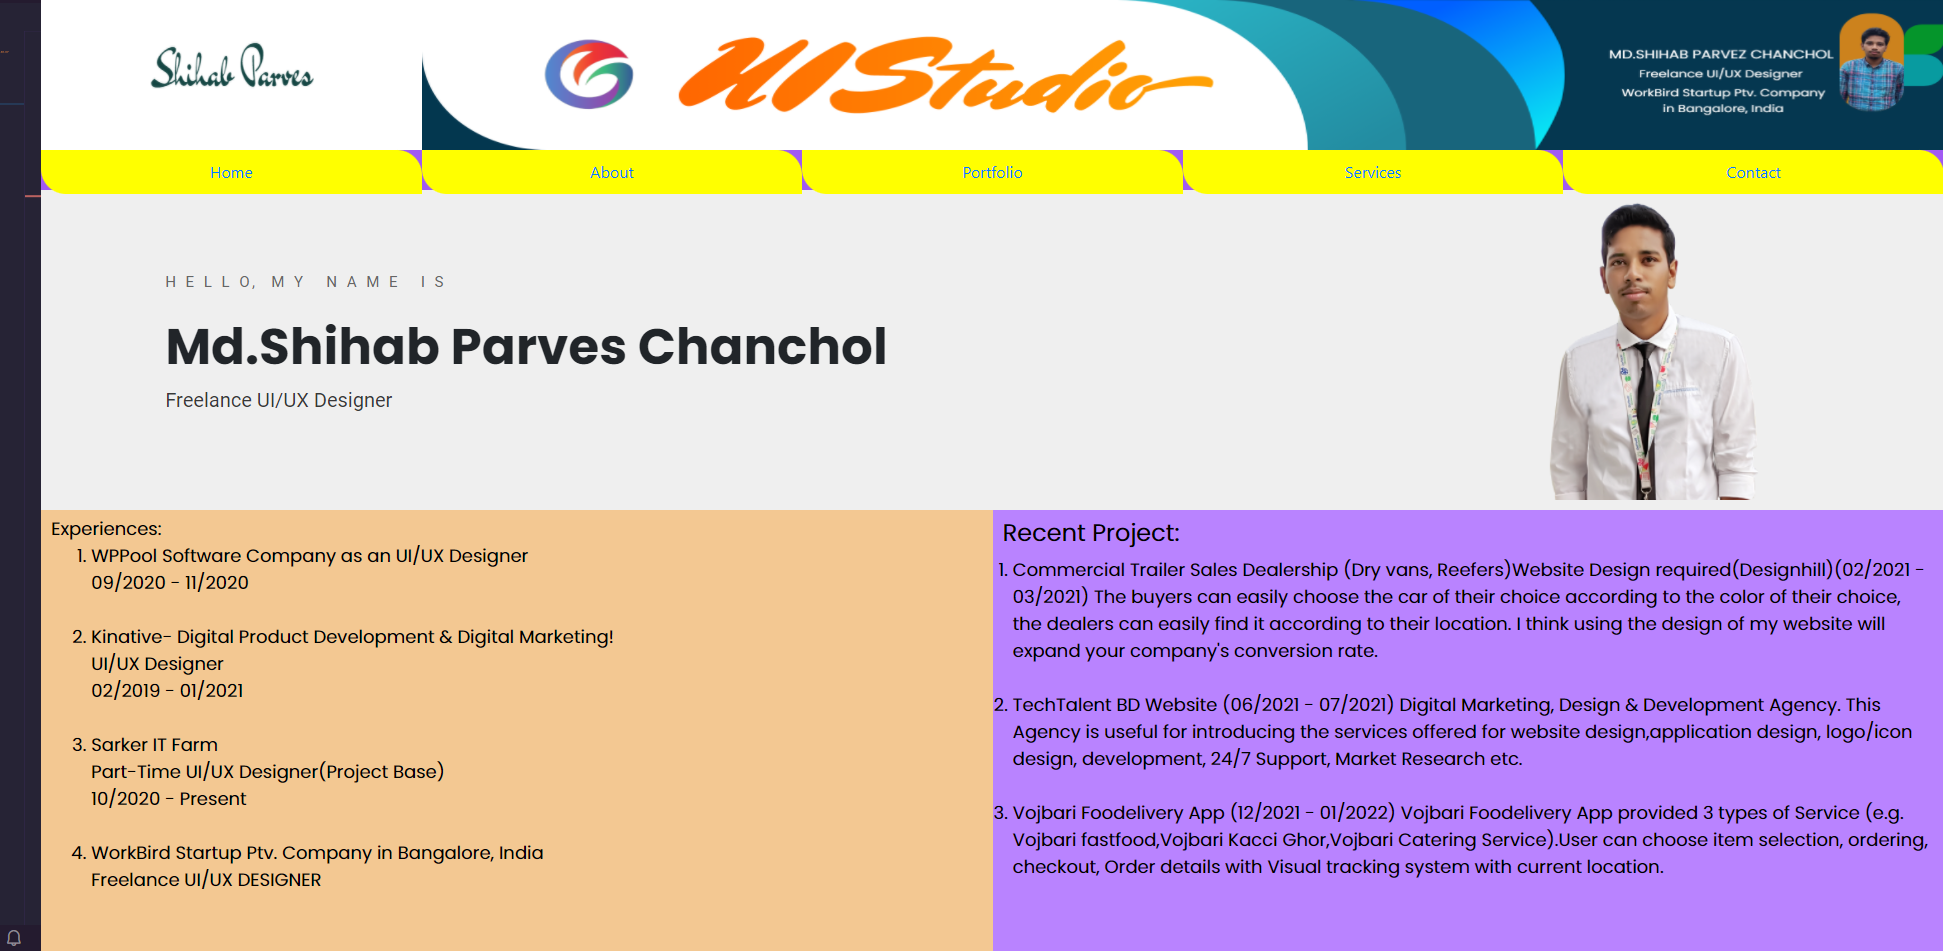 Shihab Parves
UI Studio
MD.SHIHAB PARVEZ CHANCHOL
Freelance UI/UX Designer
WorkBird Startup Ptv. Company
in Bangalore, India
Home
About
Portfolio
Services
Contact
HELLO, MY NAME IS
Md.Shihab Parves Chanchol
Freelance UI/UX Designer
Experiences:
1. WPPool Software Company as an UI/UX Designer
09/2020 - 11/2020
2. Kinative- Digital Product Development & Digital Marketing!
UI/UX Designer
02/2019 - 01/2021
3. Sarker IT Farm
Part-Time UI/UX Designer(Project Base)
10/2020 - Present
4. WorkBird Startup Ptv. Company in Bangalore, India
Freelance UI/UX DESIGNER
Recent Project:
1. Commercial Trailer Sales Dealership (Dry vans, Reefers)Website Design required(Designhill)(02/2021 -
03/2021) The buyers can easily choose the car of their choice according to the color of their choice,
the dealers can easily find it according to their location. I think using the design of my website will
expand your company's conversion rate.
2. TechTalent BD Website (06/2021 - 07/2021) Digital Marketing, Design & Development Agency. This
Agency is useful for introducing the services offered for website design,application design, logo/icon
design, development, 24/7 Support, Market Research etc.
3. Vojbari Foodelivery App (12/2021 - 01/2022) Vojbari Foodelivery App provided 3 types of Service (e.g.
Vojbari fastfood,Vojbari Kacci Ghor,Vojbari Catering Service).User can choose item selection, ordering,
checkout, Order details with Visual tracking system with current location.